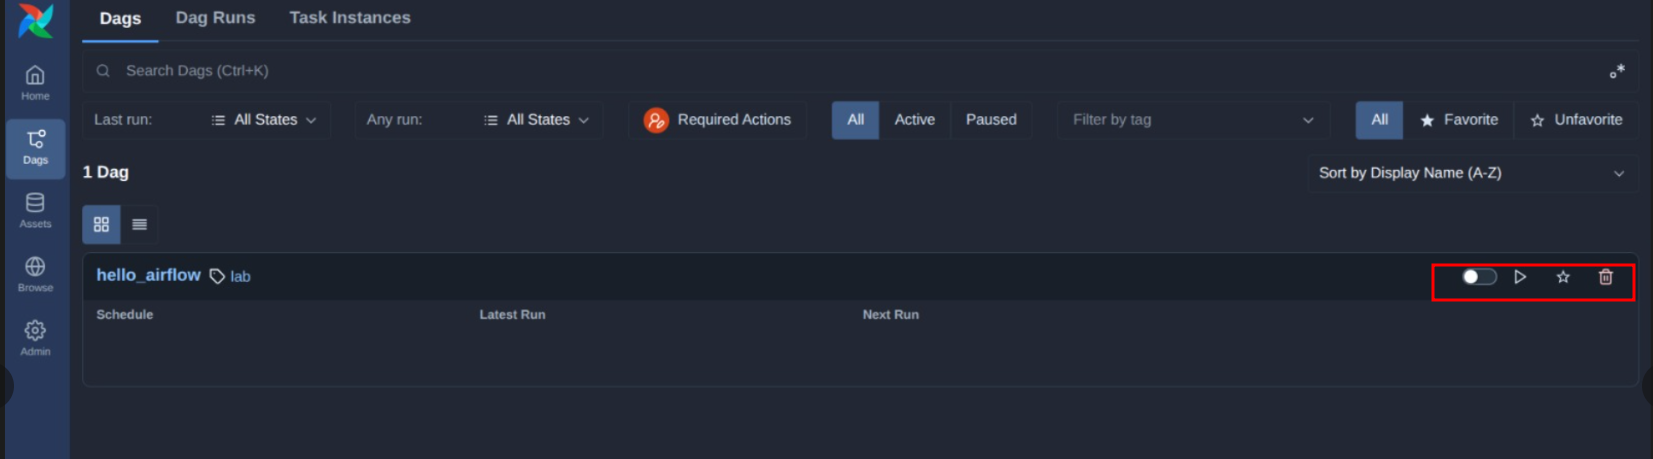 Dags Dag Runs Task Instances
Home
Search Dags (Ctrl+K)
.*
Last run: All States Any run: All States Required Actions All Active Paused Filter by tag All Favorite Unfavorite
Dags
1 Dag Sort by Display Name (A-Z)
Assets
hello_airflow lab
Browse
Schedule Latest Run Next Run
Admin